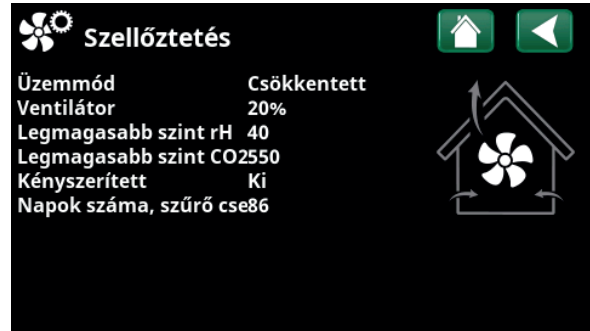 Szellőztetés
Üzemmód Csökkentett
Ventilátor 20%
Legmagasabb szint rH 40
Legmagasabb szint CO2550
Kényszerített Ki
Napok száma, szűrő cse86